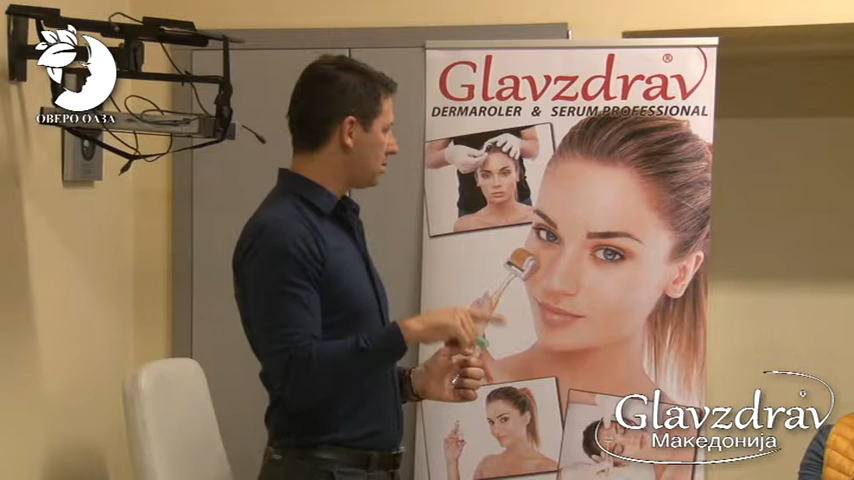 ОВЕРО ОАЗА
Glavzdrav®
DERMAROLER & SERUM PROFESSIONAL
Glavzdrav®
Македонија